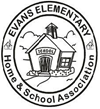 EVANS ELEMENTARY
SCHOOL
Home & School Association